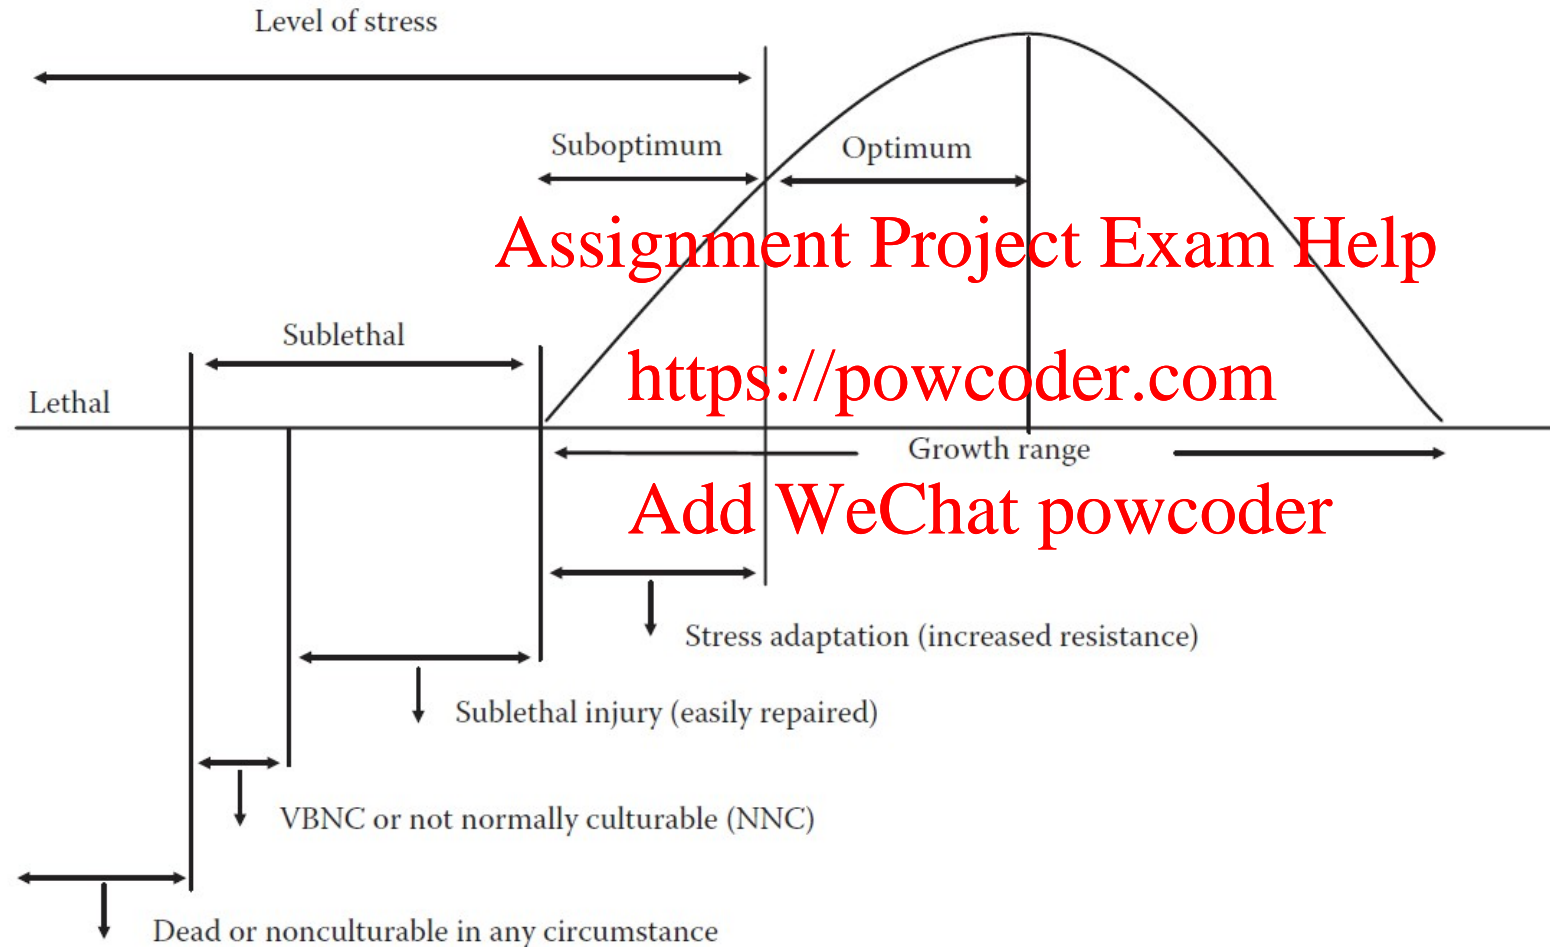 Level of stress
Suboptimum
Optimum
Assignment Project Exam Help
Sublethal
https://powcoder.com
Lethal
Growth range
Add WeChat powcoder
Stress adaptation (increased resistance)
Sublethal injury (easily repaired)
VBNC or not normally culturable (NNC)
Dead or nonculturable in any circumstance